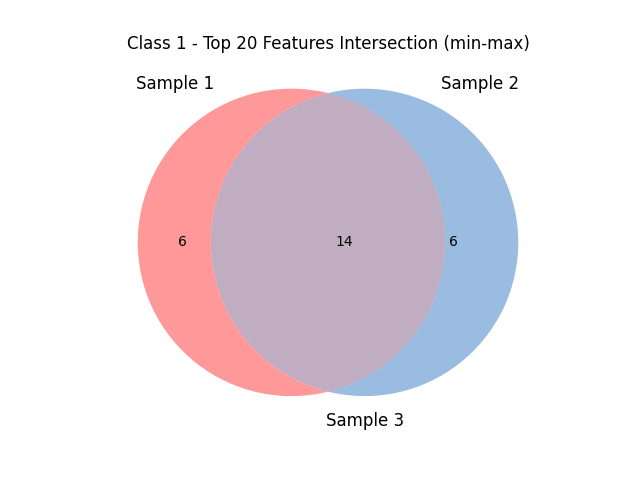 Class 1 - Top 20 Features Intersection (min-max)
Sample 1
Sample 2
6
14
6
Sample 3